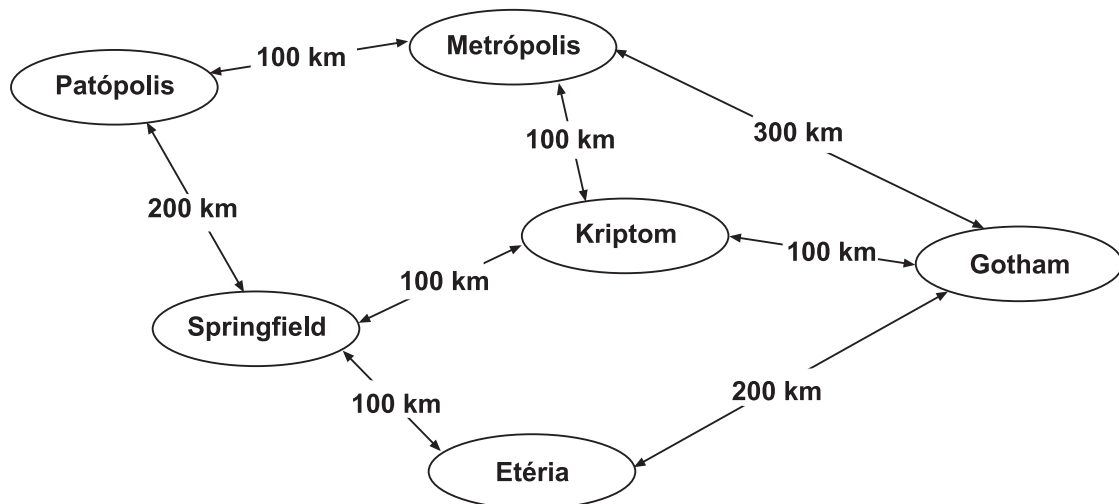 Metrópolis
100 km
Patópolis
300 km
100 km
200 km
Kriptom
100 km
Gotham
100 km
Springfield
200 km
100 km
Etéria